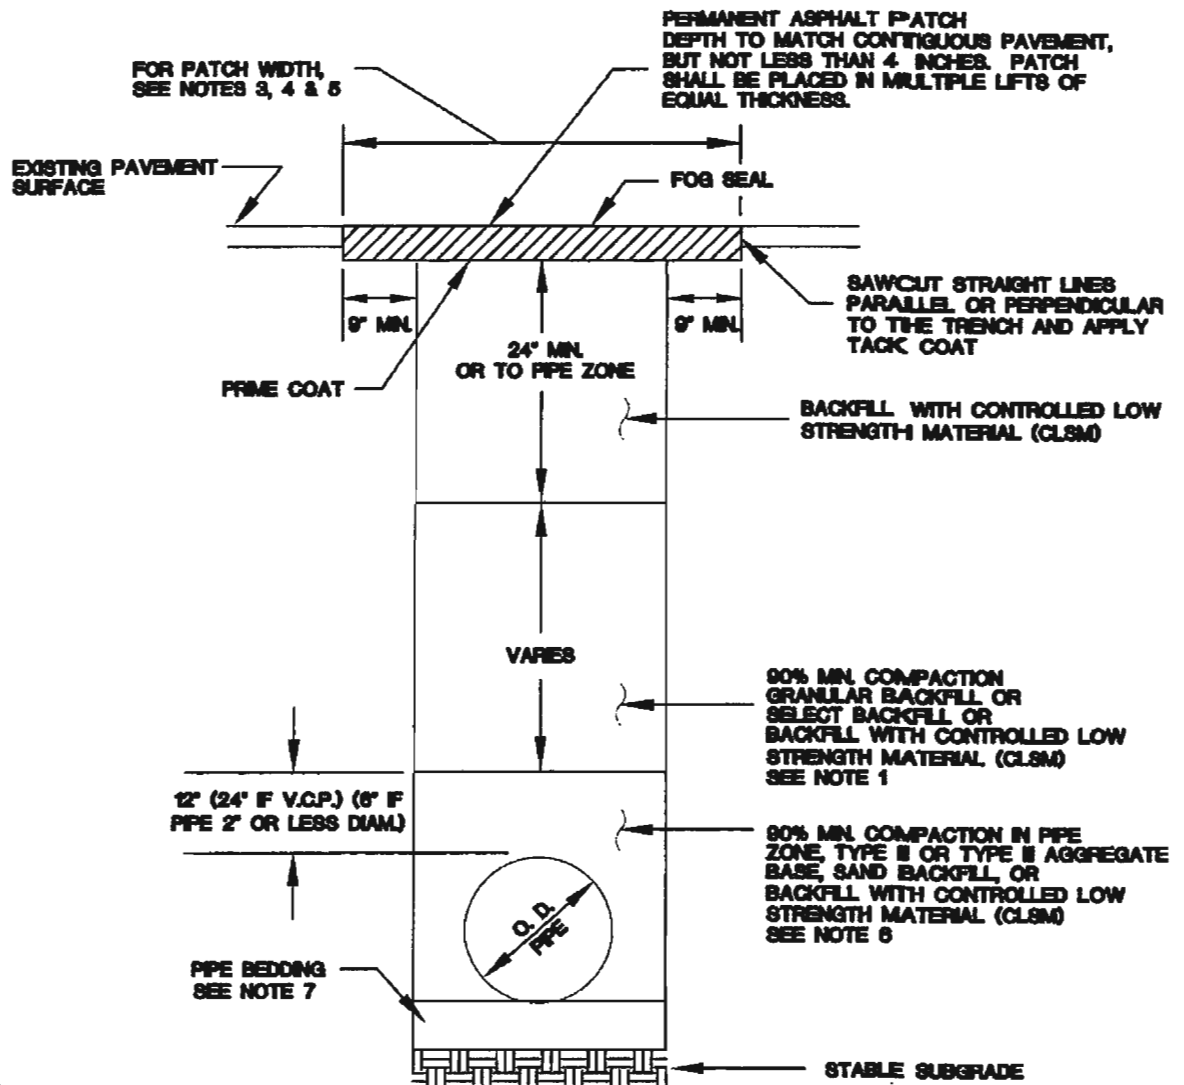 PERMANENT ASPHALT PATCH
DEPTH TO MATCH CONTIGUOUS PAVEMENT,
BUT NOT LESS THAN 4 INCHES. PATCH
SHALL BE PLACED IN MULTIPLE LIFTS OF
EQUAL THICKNESS.
FOR PATCH WIDTH,
SEE NOTES 3, 4 & 5
EXISTING PAVEMENT
SURFACE
FOG SEAL
SAWCUT STRAIGHT LINES
PARALLEL OR PERPENDICULAR
TO THE TRENCH AND APPLY
TACK COAT
9" MIN.
9" MIN.
24" MIN.
OR TO PIPE ZONE
PRIME COAT
BACKFILL WITH CONTROLLED LOW
STRENGTH MATERIAL (CLSM)
VARIES
90% MIN. COMPACTION
GRANULAR BACKFILL OR
SELECT BACKFILL OR
BACKFILL WITH CONTROLLED LOW
STRENGTH MATERIAL (CLSM)
SEE NOTE 1
12" (24" IF V.C.P.) (6" IF
PIPE 2" OR LESS DIAM.)
90% MIN. COMPACTION IN PIPE
ZONE, TYPE OR TYPE AGGREGATE
BASE, SAND BACKFILL, OR
BACKFILL WITH CONTROLLED LOW
STRENGTH MATERIAL (CLSM)
SEE NOTE 6
O. D.
PIPE
PIPE BEDDING
SEE NOTE 7
STABLE SUBGRADE